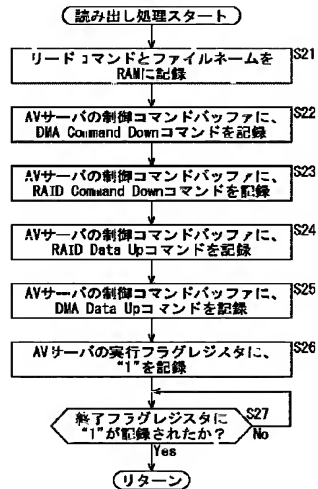 読み出し処理スタート
リードコマンドとファイルネームを
RAMに記録
S21
AVサーバの制御コマンドバッファに、
DMA Command Downコマンドを記録
S22
AVサーバの制御コマンドバッファに、
RAID Command Downコマンドを記録
S23
AVサーバの制御コマンドバッファに、
RAID Data Upコマンドを記録
S24
AVサーバの制御コマンドバッファに、
DMA Data Upコマンドを記録
S25
AVサーバの実行フラグレジスタに、
“1”を記録
S26
終了フラグレジスタに
“1”が記録されたか？
S27
No
Yes
リターン